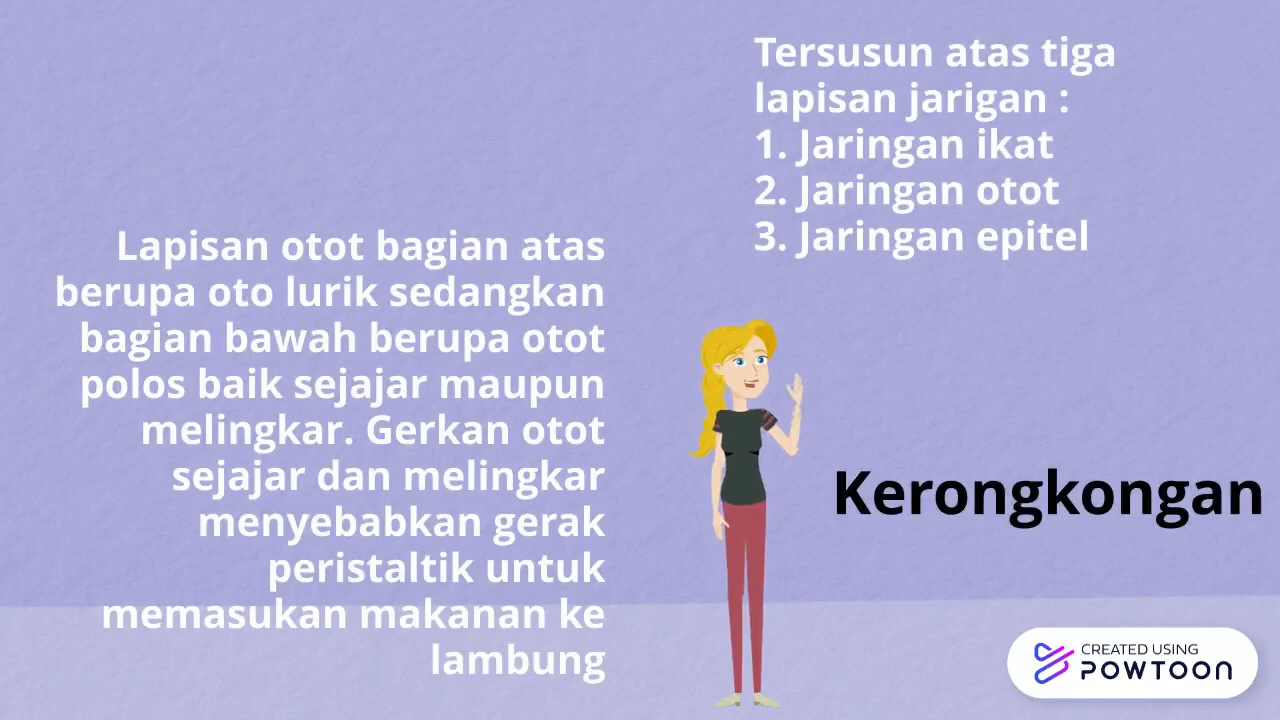 Tersusun atas tiga
lapisan jarigan :
1. Jaringan ikat
2. Jaringan otot
3. Jaringan epitel
Lapisan otot bagian atas
berupa oto lurik sedangkan
bagian bawah berupa otot
polos baik sejajar maupun
melingkar. Gerkan otot
sejajar dan melingkar
menyebabkan gerak
peristaltik untuk
memasukan makanan ke
lambung
Kerongkongan
CREATED USING
POWTOON